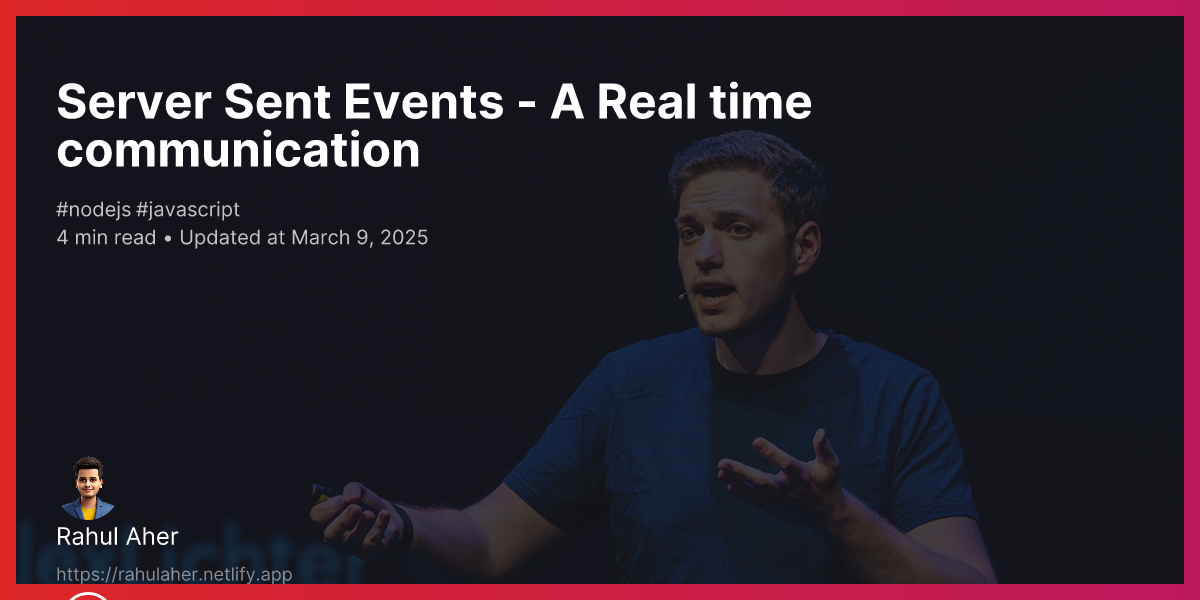 Server Sent Events - A Real time
communication
#nodejs #javascript
4 min read • Updated at March 9, 2025
Rahul Aher
https://rahulaher.netlify.app